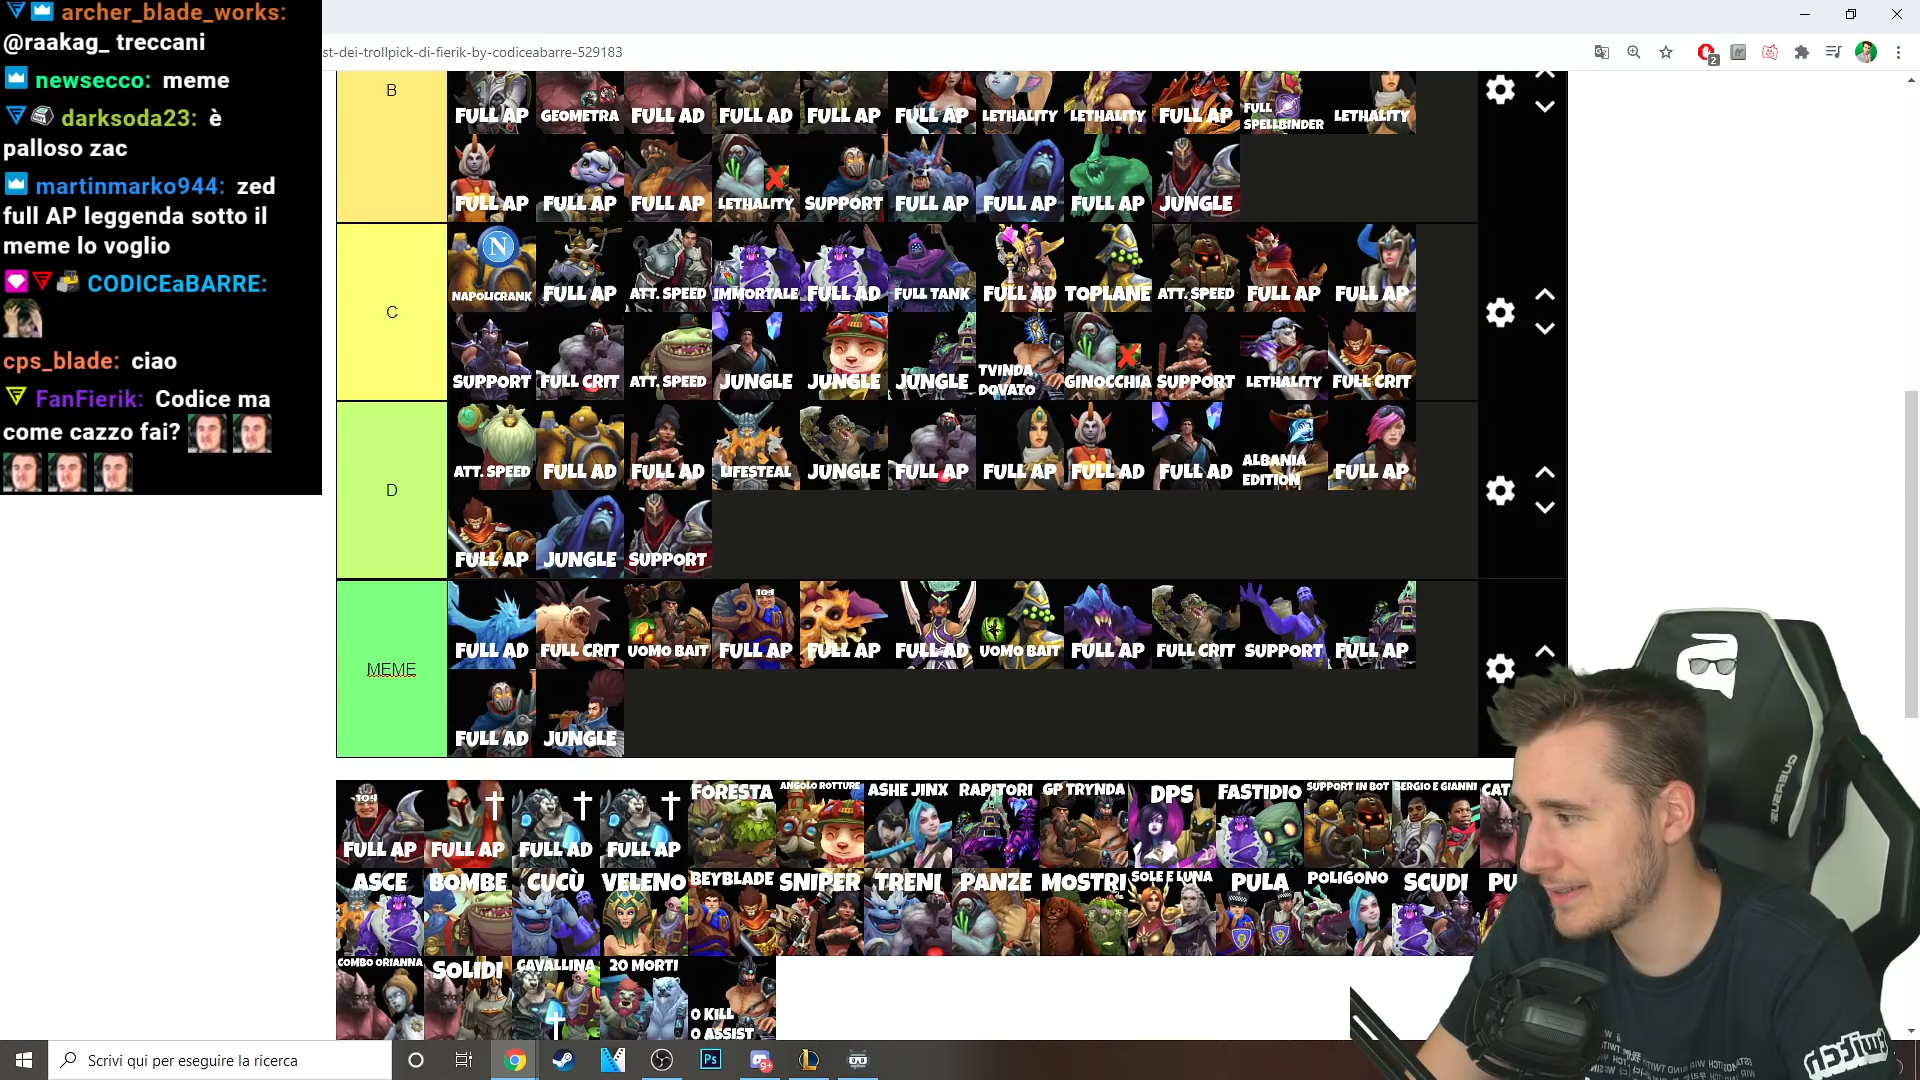 archer_blade_works:
@raakag_ treccani
newsecco: meme
darksoda23: è
palloso zac
martinmarko944: zed
full AP leggenda sotto il
meme lo voglio
CODICEaBARRE:
cps_blade: ciao
FanFierik: Codice ma
come cazzo fai?
st-dei-trollpick-di-fierik-by-codiceabarre-529183
2
B
FULL AP GEOMETRA FULL AD FULL AD FULL AP FULL AP LETHALITY LETHALITY FULL AP FULL SPELLBINDER LETHALITY
FULL AP FULL AP FULL AP LETHALITY SUPPORT FULL AP FULL AP FULL AP JUNGLE
C
N
NAPOLICRANK FULL AP ATT. SPEED IMMORTALE FULL AD FULL TANK FULL AD TOPLANE ATT. SPEED FULL AP FULL AP
SUPPORT FULL CRIT ATT. SPEED JUNGLE JUNGLE JUNGLE TVINDA DOVATO GINOCCHIA SUPPORT LETHALITY FULL CRIT
D
ATT. SPEED FULL AD FULL AD LIFESTEAL JUNGLE FULL AP FULL AP FULL AD FULL AD ALBANIA EDITION FULL AP
FULL AP JUNGLE SUPPORT
MEME
104
FULL AD FULL CRIT UOMO BAIT FULL AP FULL AP FULL AD UOMO BAIT FULL AP FULL CRIT SUPPORT FULL AP
FULL AD JUNGLE
104 FORESTA ANGOLO ROTTURE ASHE JINX RAPITORI GP TRYNDA DPS FASTIDIO SUPPORT IN BOT SERGIO E GIANNI CAT
FULL AP FULL AP FULL AD FULL AP
ASCE BOMBE CUCÙ VELENO BEYBLADE SNIPER TRENI PANZE MOSTRI SOLE E LUNA PULA POLIGONO SCUDI PU
COMBO ORIANNA SOLIDI CAVALLINA 20 MORTI
0 KILL
0 ASSIST
QUERSUS
twitch
Scrivi qui per eseguire la ricerca
Ps
9+